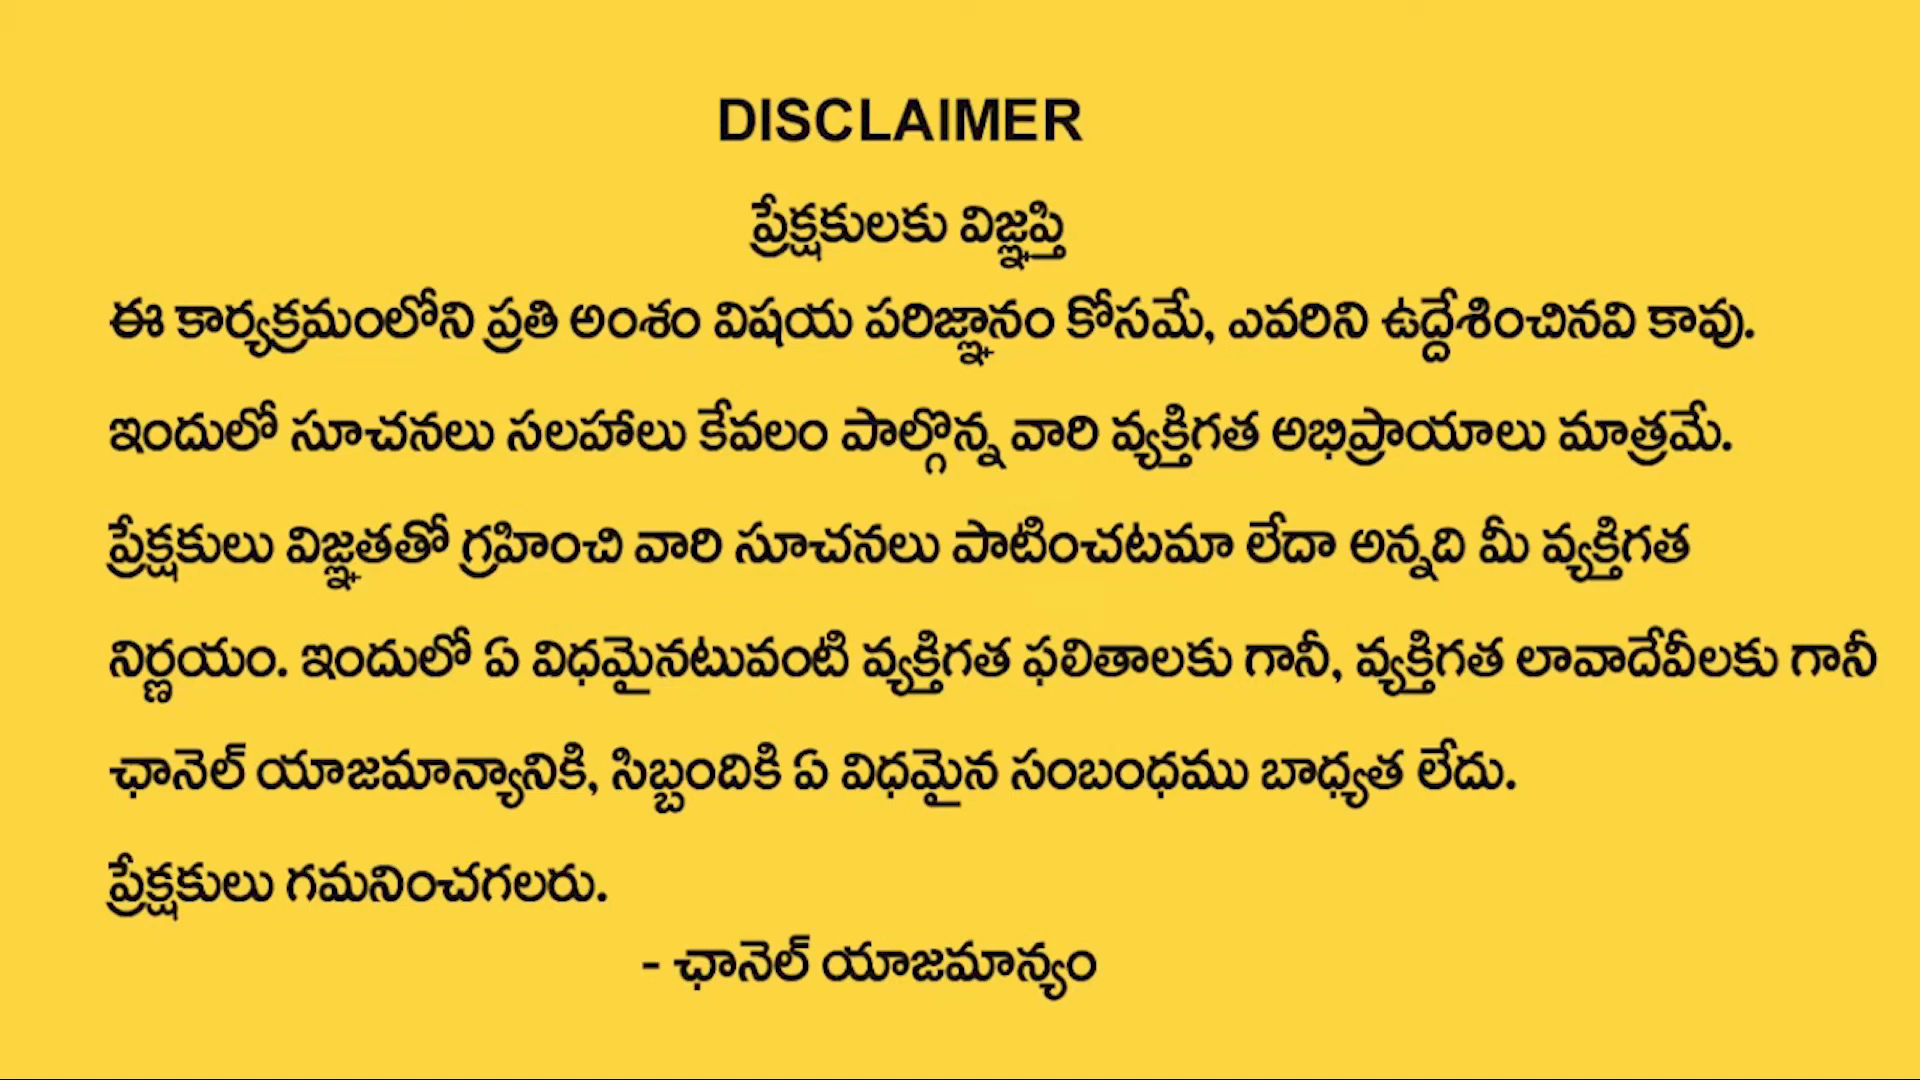 DISCLAIMER
ప్రేక్షకులకు విజ్ఞప్తి
ఈ కార్యక్రమంలోని ప్రతి అంశం విషయ పరిజ్ఞానం కోసమే, ఎవరిని ఉద్దేశించినవి కావు.
ఇందులో సూచనలు సలహాలు కేవలం పాల్గొన్న వారి వ్యక్తిగత అభిప్రాయాలు మాత్రమే.
ప్రేక్షకులు విజ్ఞతతో గ్రహించి వారి సూచనలు పాటించటమా లేదా అన్నది మీ వ్యక్తిగత
నిర్ణయం. ఇందులో ఏ విధమైనటువంటి వ్యక్తిగత ఫలితాలకు గానీ, వ్యక్తిగత లావాదేవీలకు గానీ
ఛానెల్ యాజమాన్యానికి, సిబ్బందికి ఏ విధమైన సంబంధము బాధ్యత లేదు.
ప్రేక్షకులు గమనించగలరు.
- ఛానెల్ యాజమాన్యం